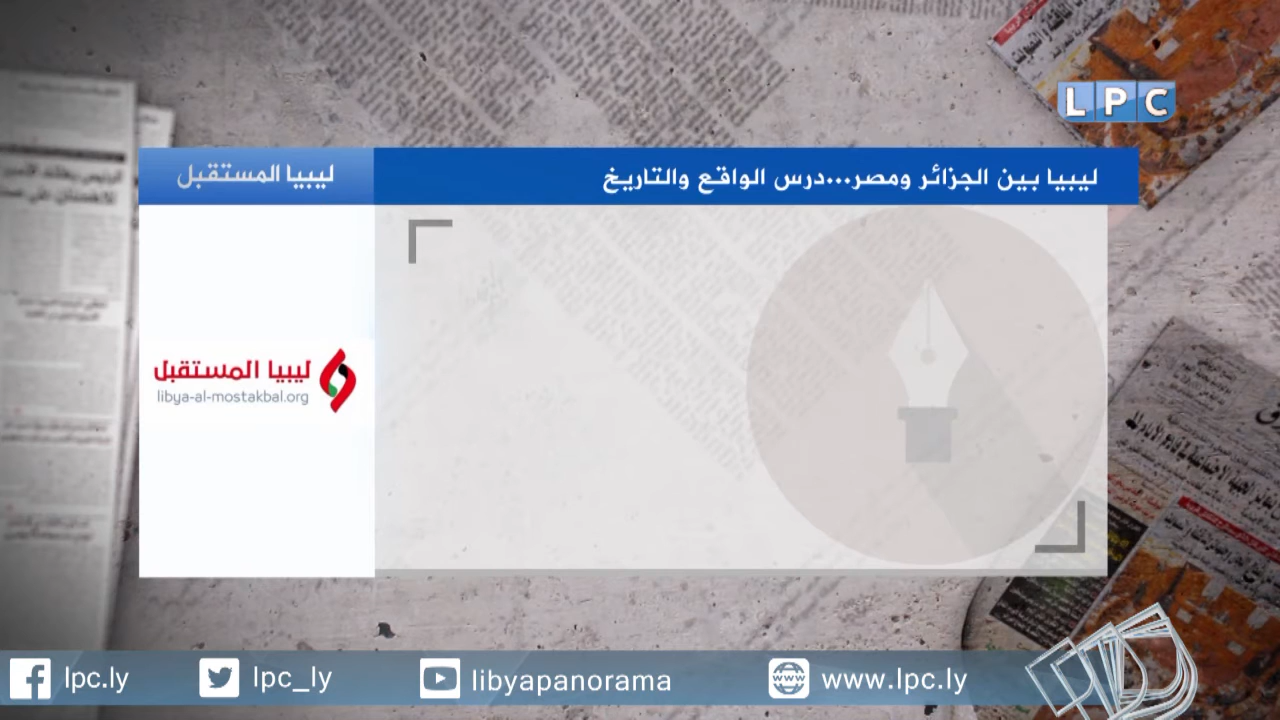 LPC
ليبيا بين الجزائر ومصر...درس الواقع والتاريخ
ليبيا المستقبل
ليبيا المستقبل
libya-al-mostakbal.org
lpc.ly
lpc_ly
libyapanorama
www.lpc.ly